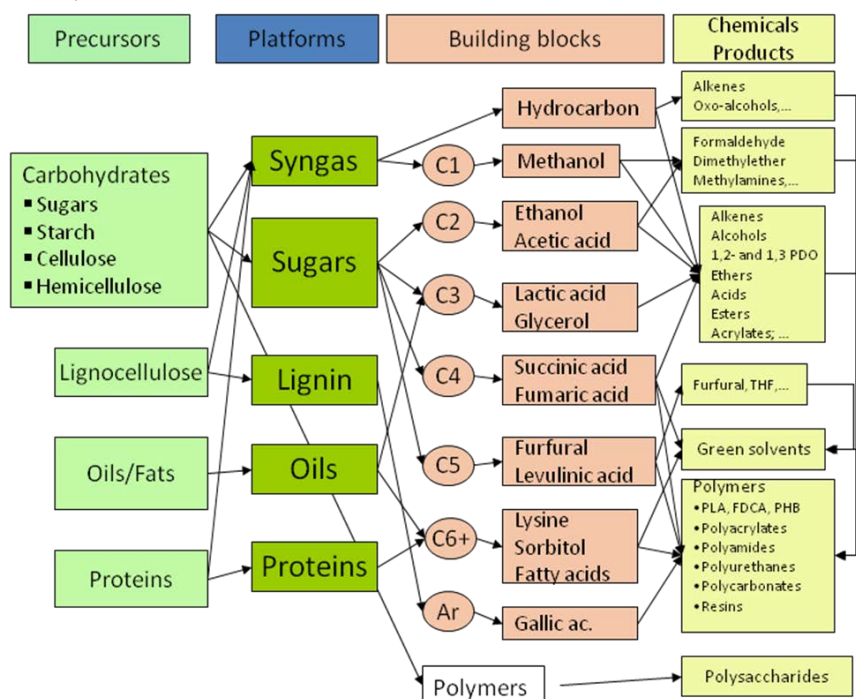 Precursors
Platforms
Building blocks
Chemicals
Products
Carbohydrates
▪ Sugars
▪ Starch
▪ Cellulose
▪ Hemicellulose
Lignocellulose
Oils/Fats
Proteins
Syngas
Sugars
Lignin
Oils
Proteins
C1
C2
C3
C4
C5
C6+
Ar
Hydrocarbon
Methanol
Ethanol
Acetic acid
Lactic acid
Glycerol
Succinic acid
Fumaric acid
Furfural
Levulinic acid
Lysine
Sorbitol
Fatty acids
Gallic ac.
Polymers
Alkenes
Oxo-alcohols,...
Formaldehyde
Dimethylether
Methylamines,...
Alkenes
Alcohols
1,2- and 1,3 PDO
Ethers
Acids
Esters
Acrylates; ...
Furfural, THF,...
Green solvents
Polymers
•PLA, FDCA, PHB
•Polyacrylates
•Polyamides
•Polyurethanes
•Polycarbonates
•Resins
Polysaccharides